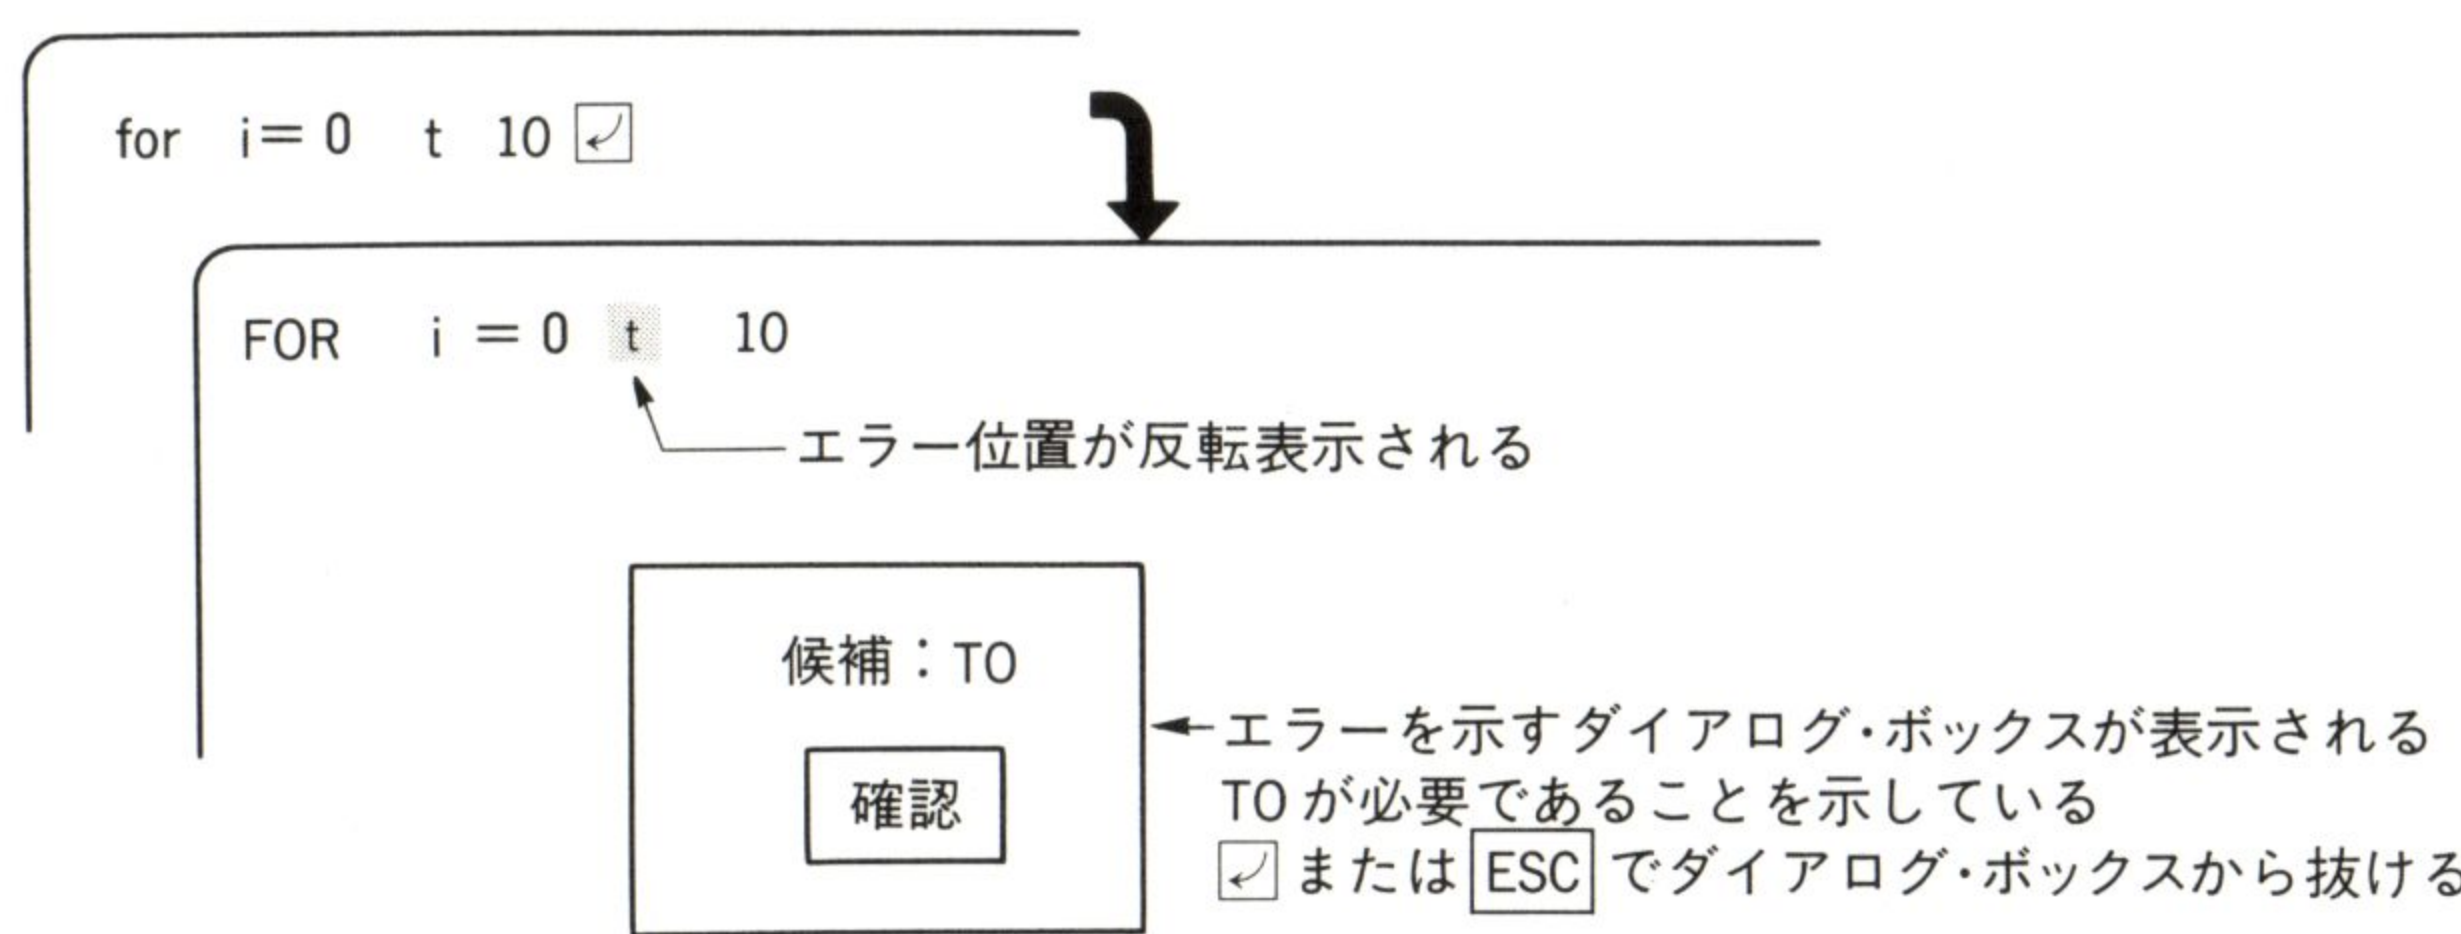 for i=0 t 10 ↵
FOR i = 0 t 10
エラー位置が反転表示される
候補：TO
確認
エラーを示すダイアログ・ボックスが表示される
TOが必要であることを示している
↵ または ESC でダイアログ・ボックスから抜ける